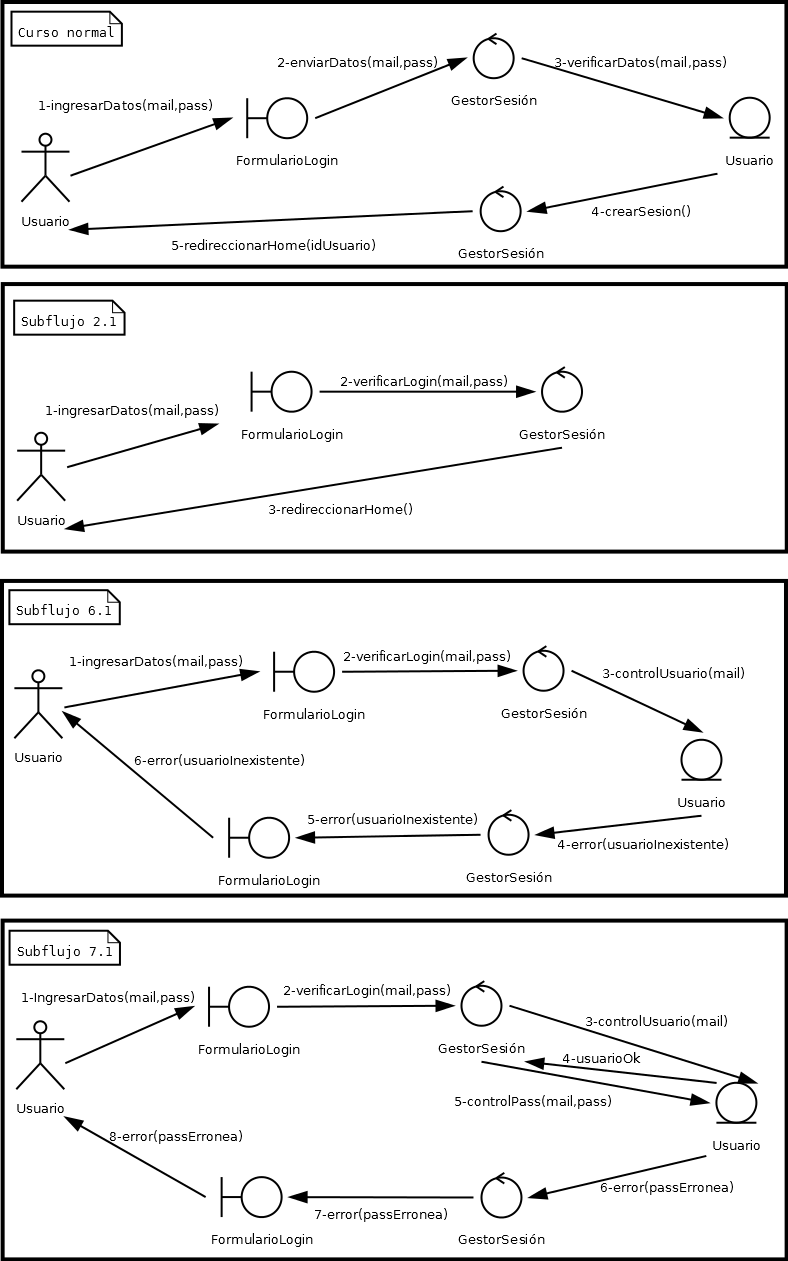 Curso normal
2-enviarDatos(mail,pass)
3-verificarDatos(mail,pass)
GestorSesión
1-ingresarDatos(mail,pass)
FormularioLogin
Usuario
Usuario
4-crearSesion()
5-redireccionarHome(idUsuario)
GestorSesión
Subflujo 2.1
2-verificarLogin(mail,pass)
1-ingresarDatos(mail,pass)
FormularioLogin
GestorSesión
Usuario
3-redireccionarHome()
Subflujo 6.1
1-ingresarDatos(mail,pass)
2-verificarLogin(mail,pass)
3-controlUsuario(mail)
FormularioLogin
GestorSesión
Usuario
6-error(usuarioInexistente)
Usuario
5-error(usuarioInexistente)
4-error(usuarioInexistente)
FormularioLogin
GestorSesión
Subflujo 7.1
1-IngresarDatos(mail,pass)
2-verificarLogin(mail,pass)
3-controlUsuario(mail)
FormularioLogin
GestorSesión
4-usuarioOk
5-controlPass(mail,pass)
Usuario
8-error(passErronea)
Usuario
6-error(passErronea)
7-error(passErronea)
FormularioLogin
GestorSesión